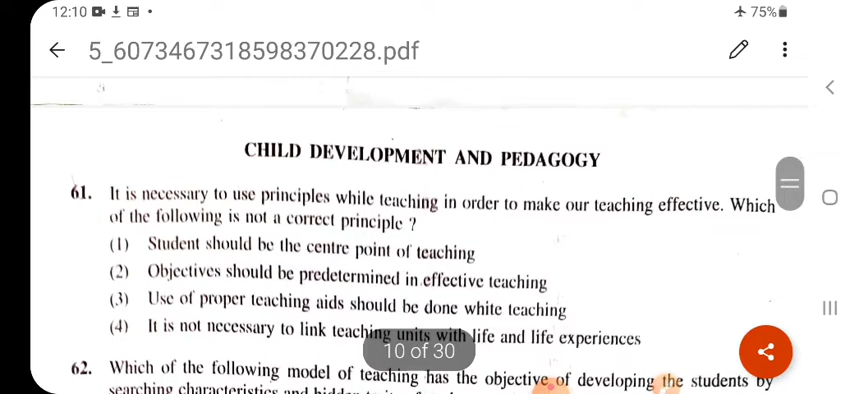 12:10
75%
5_6073467318598370228.pdf
CHILD DEVELOPMENT AND PEDAGOGY
61. It is necessary to use principles while teaching in order to make our teaching effective. Which
of the following is not a correct principle ?
(1) Student should be the centre point of teaching
(2) Objectives should be predetermined in effective teaching
(3) Use of proper teaching aids should be done white teaching
(4) It is not necessary to link teaching units with life and life experiences
10 of 30
62. Which of the following model of teaching has the objective of developing the students by
searching characteristics and